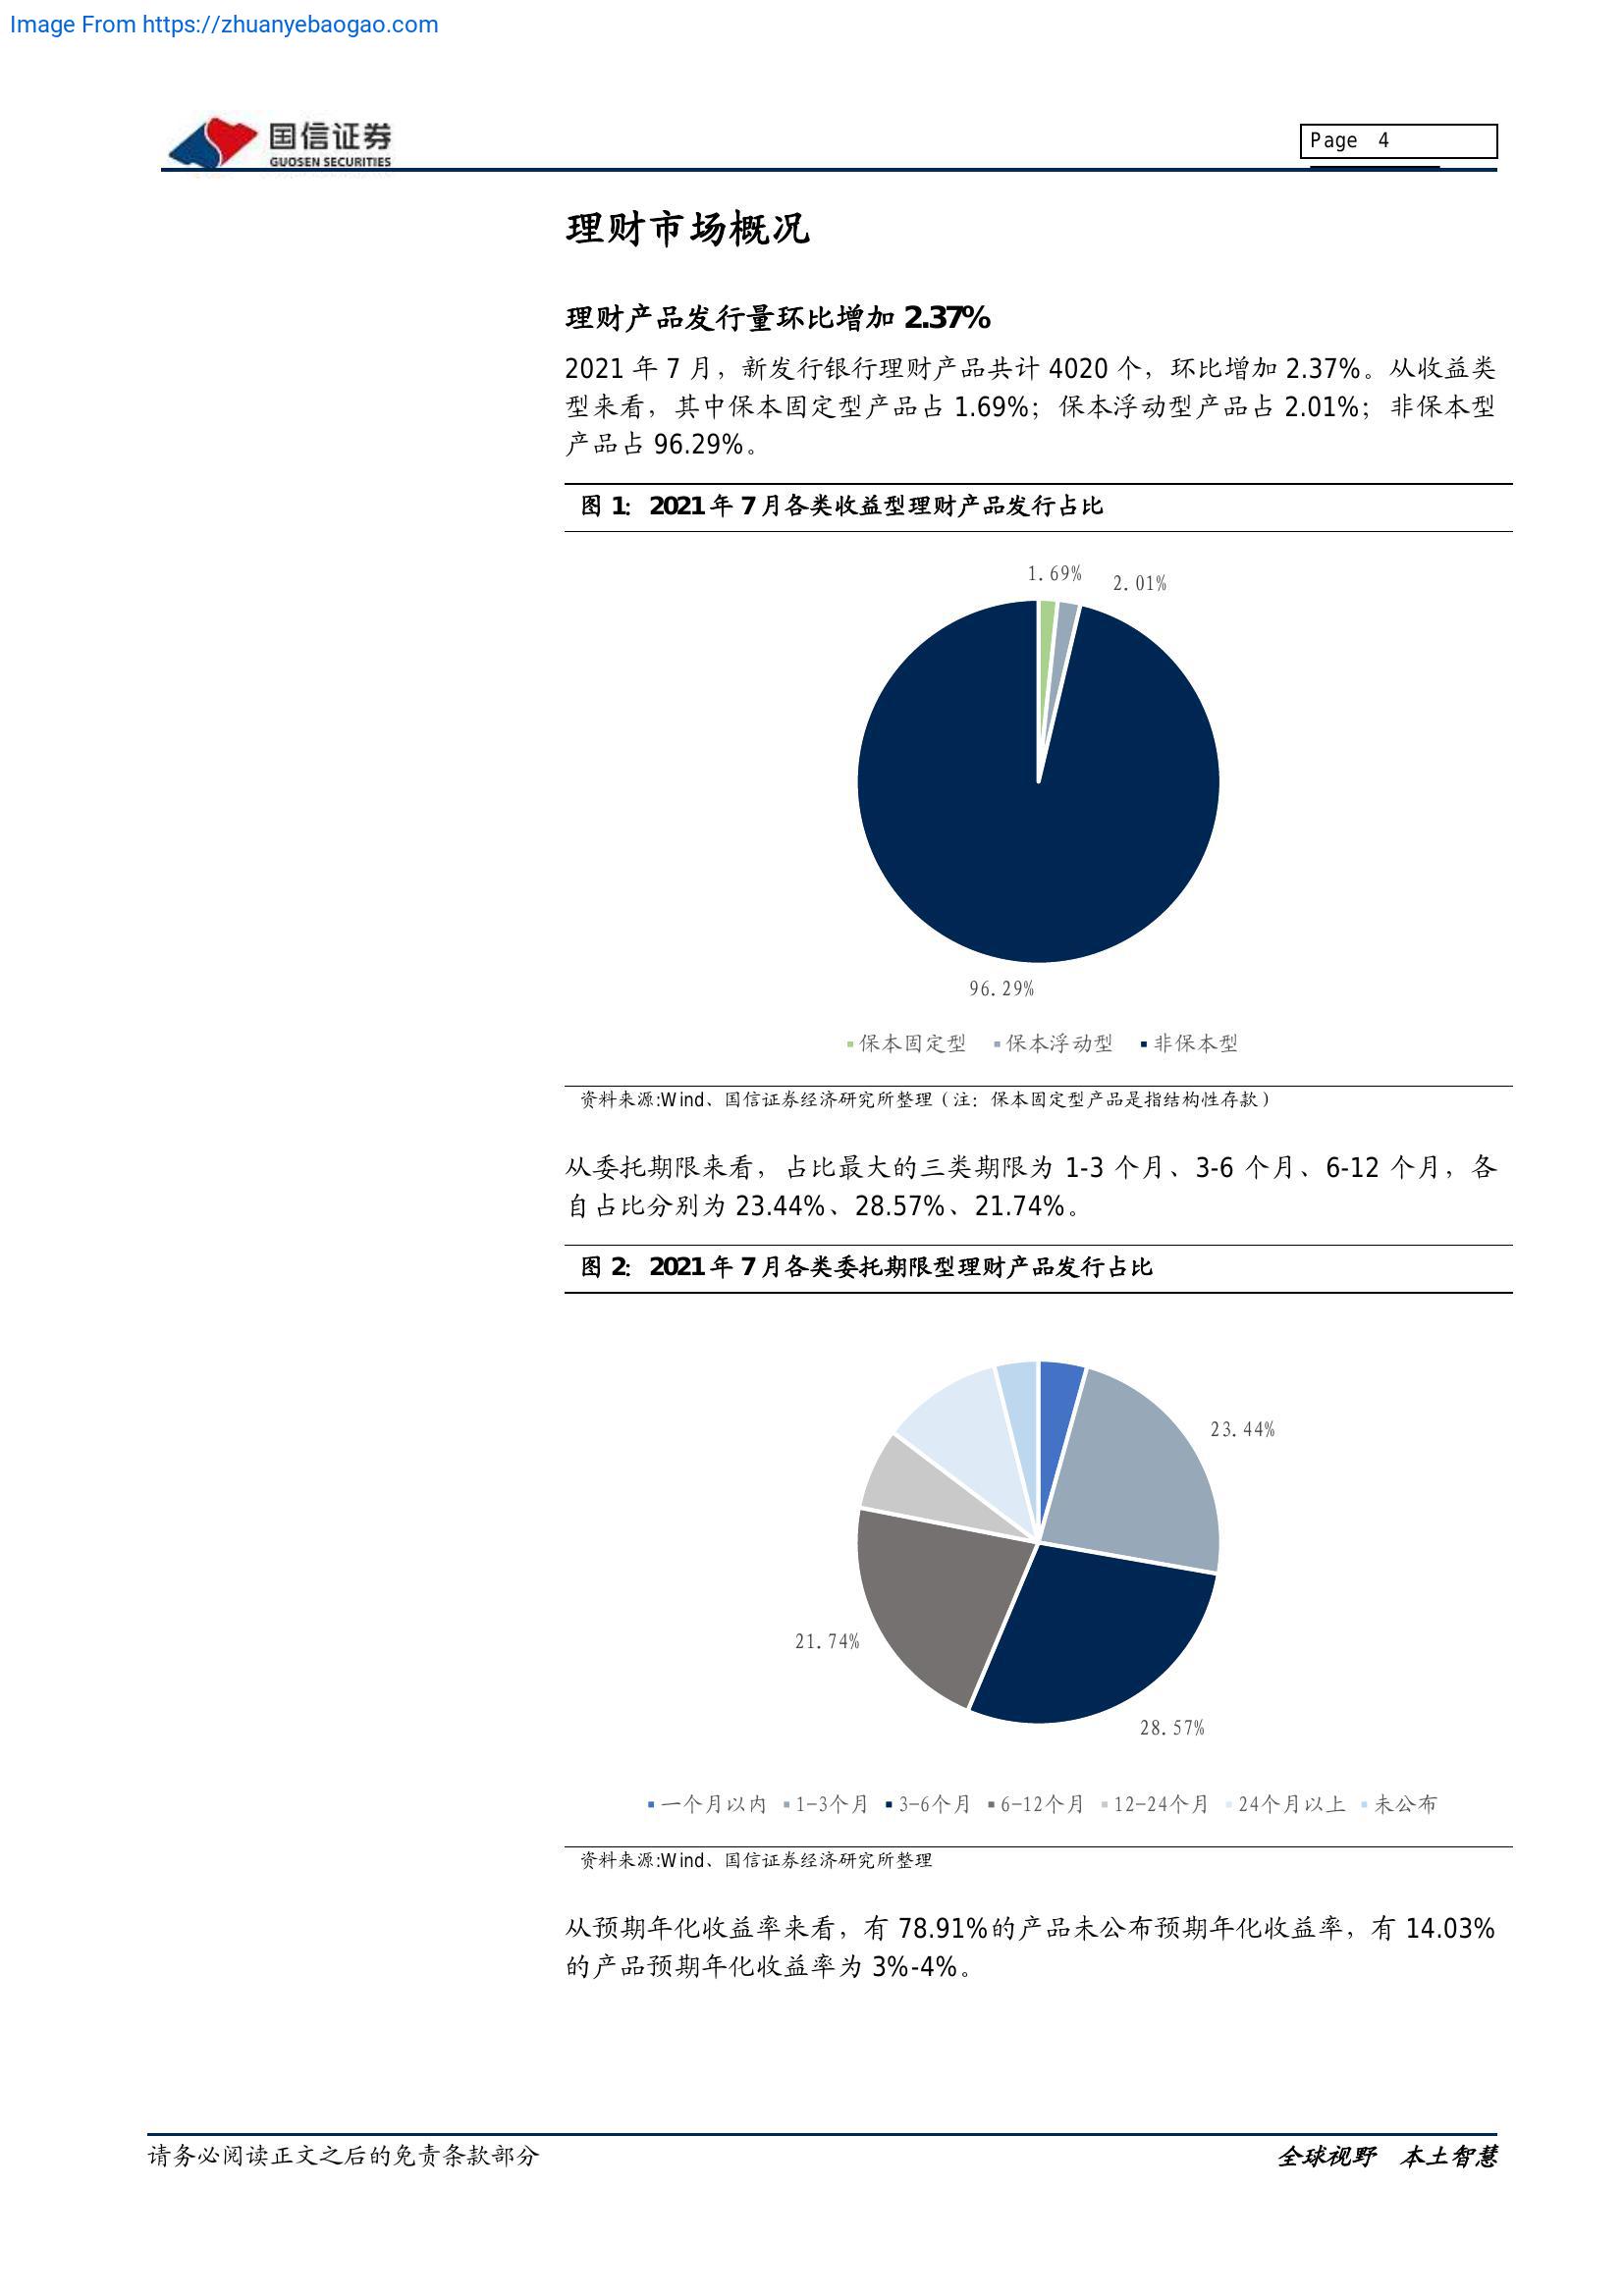 Image From https://zhuanyebaogao.com
国信证券
GUOSEN SECURITIES
Page 4
理财市场概况
理财产品发行量环比增加 2.37%
2021 年 7 月，新发行银行理财产品共计 4020 个，环比增加 2.37%。从收益类
型来看，其中保本固定型产品占 1.69%；保本浮动型产品占 2.01%；非保本型
产品占 96.29%。
图 1：2021 年 7 月各类收益型理财产品发行占比
1.69%
2.01%
96.29%
保本固定型 保本浮动型 非保本型
资料来源:Wind、国信证券经济研究所整理（注：保本固定型产品是指结构性存款）
从委托期限来看，占比最大的三类期限为 1-3 个月、3-6 个月、6-12 个月，各
自占比分别为 23.44%、28.57%、21.74%。
图 2：2021 年 7 月各类委托期限型理财产品发行占比
23.44%
21.74%
28.57%
一个月以内 1-3个月 3-6个月 6-12个月 12-24个月 24个月以上 未公布
资料来源:Wind、国信证券经济研究所整理
从预期年化收益率来看，有 78.91%的产品未公布预期年化收益率，有 14.03%
的产品预期年化收益率为 3%-4%。
请务必阅读正文之后的免责条款部分
全球视野 本土智慧